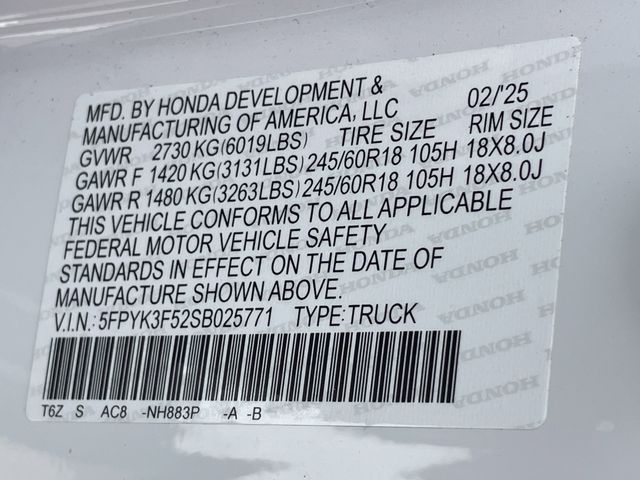 MFD. BY HONDA DEVELOPMENT &
MANUFACTURING OF AMERICA, LLC 02/'25
GVWR 2730 KG(6019LBS) TIRE SIZE RIM SIZE
GAWR F 1420 KG(3131LBS) 245/60R18 105H 18X8.0J
GAWR R 1480 KG(3263LBS) 245/60R18 105H 18X8.0J
THIS VEHICLE CONFORMS TO ALL APPLICABLE
FEDERAL MOTOR VEHICLE SAFETY
STANDARDS IN EFFECT ON THE DATE OF
MANUFACTURE SHOWN ABOVE.
V.I.N.: 5FPYK3F52SB025771 TYPE:TRUCK
T6Z S AC8 -NH883P -A -B